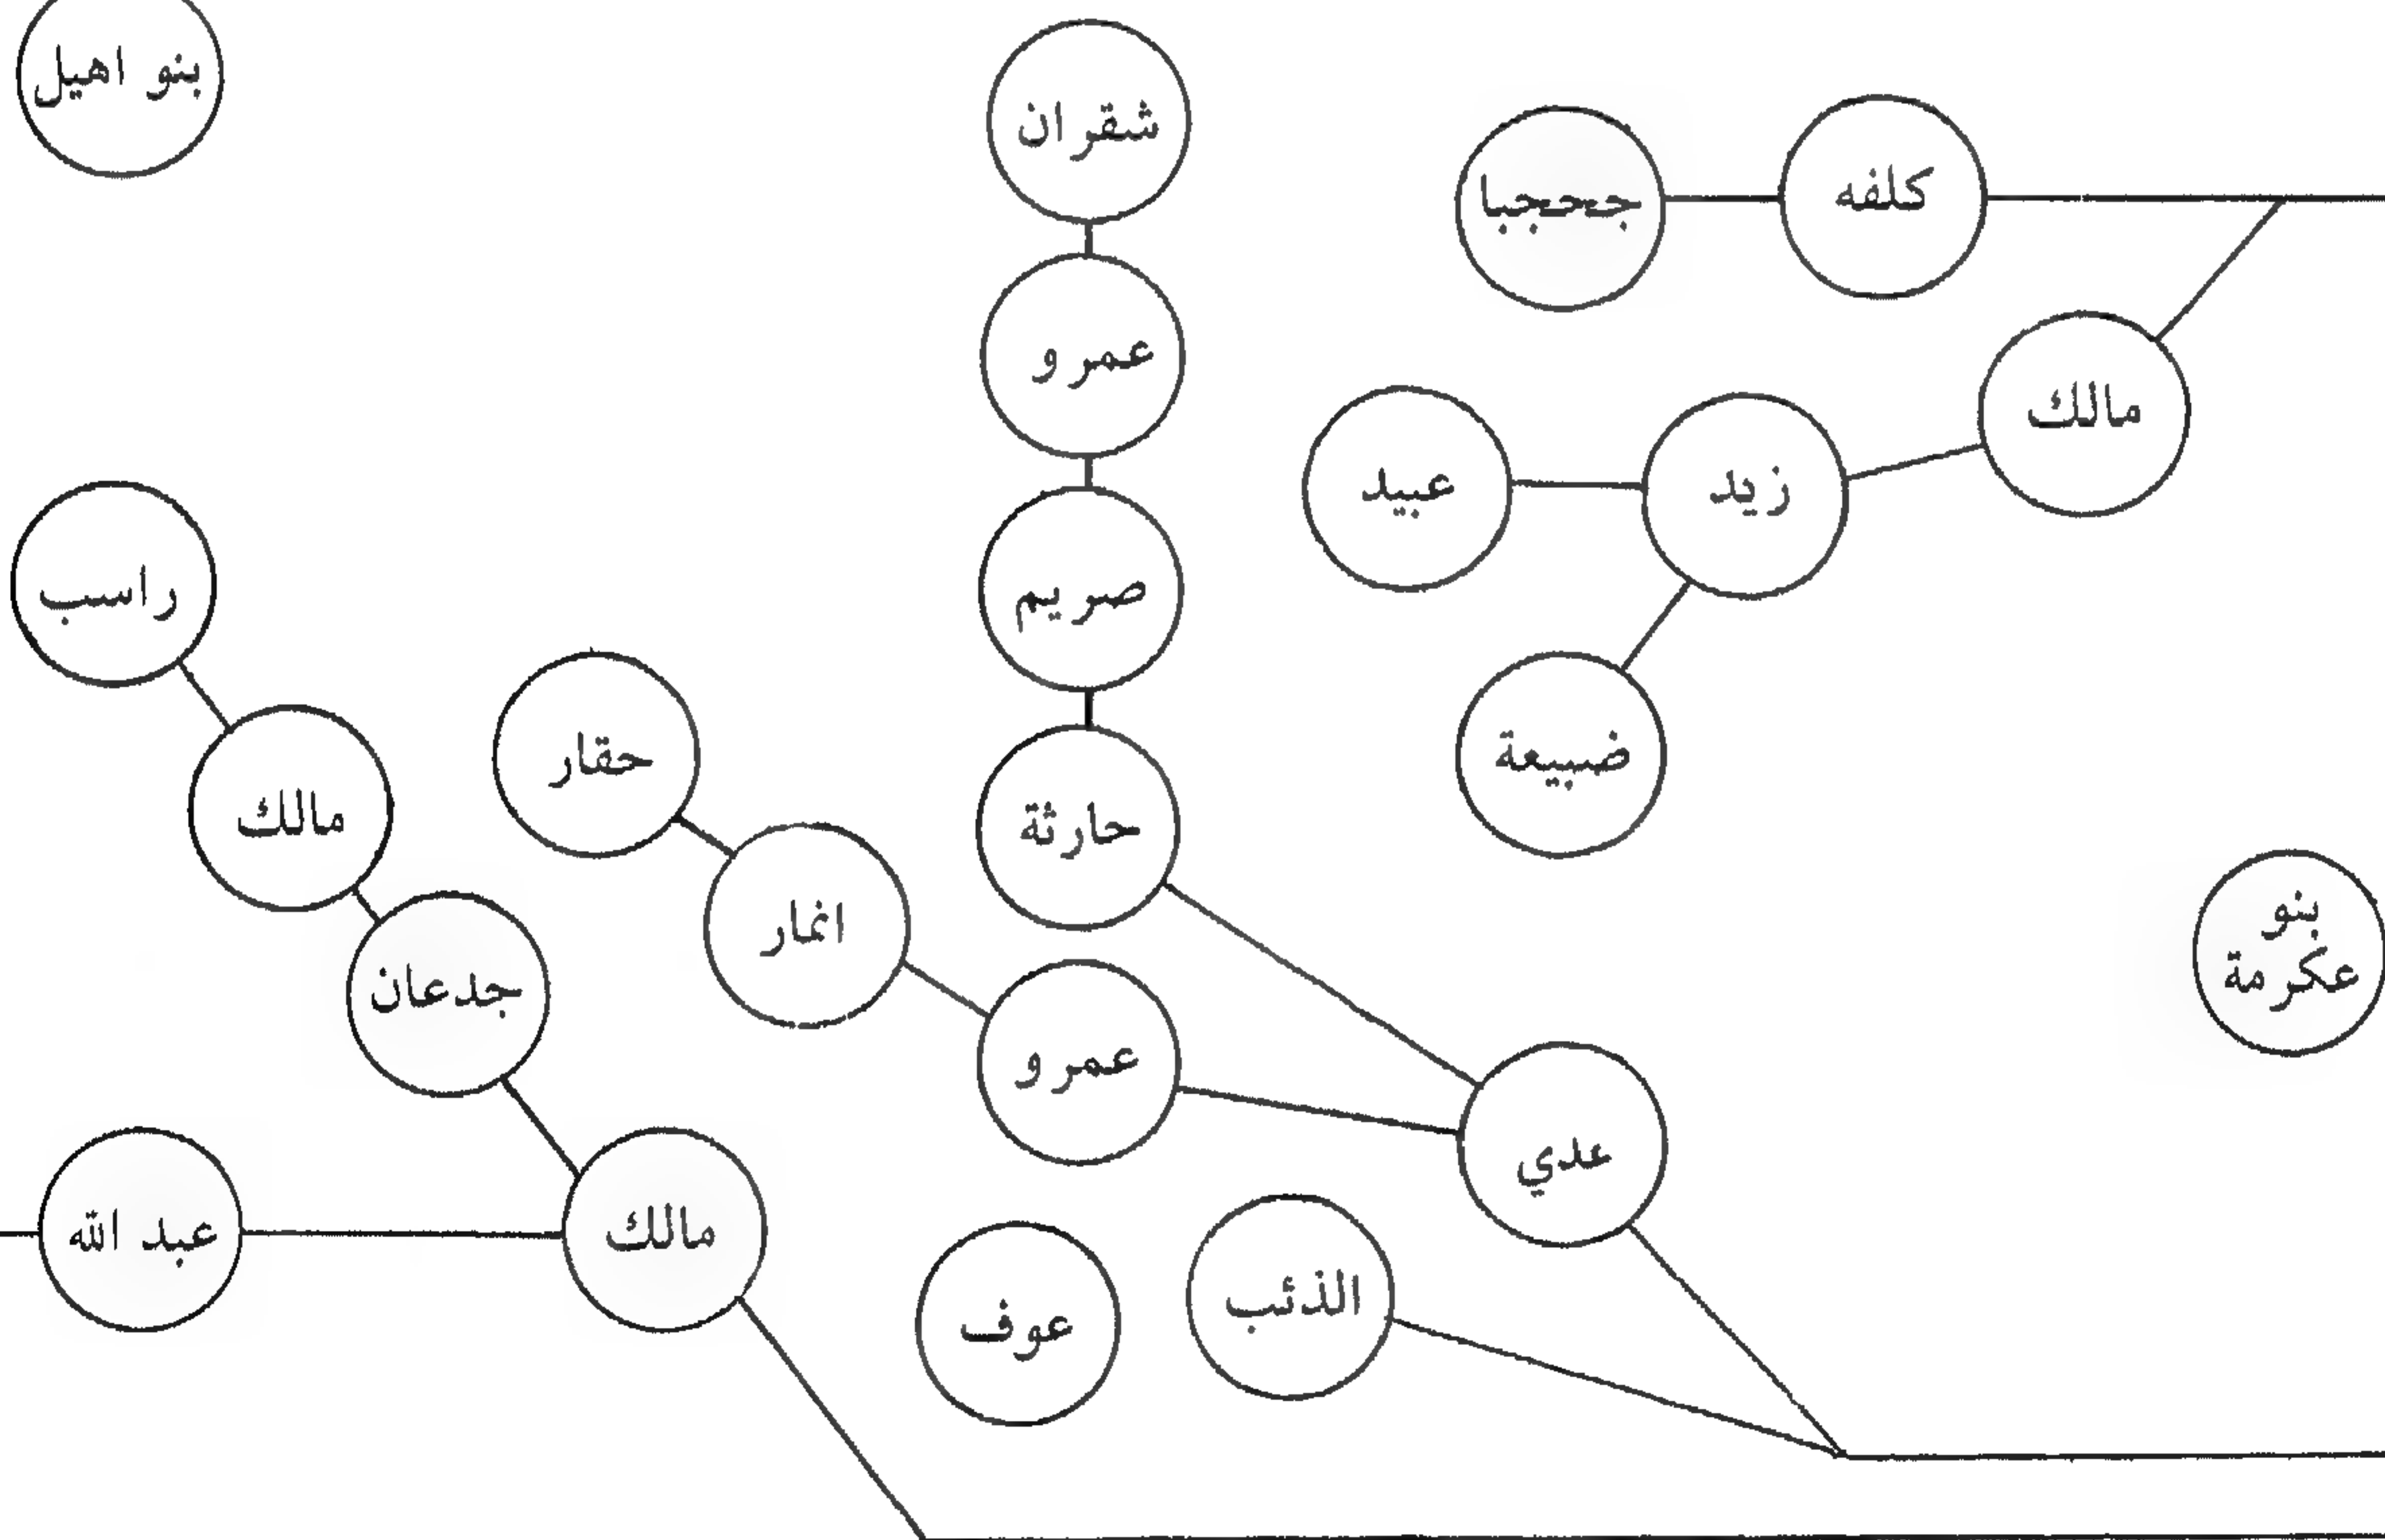 بنو اهيل
شقران
كلفه
جحجبا
عمرو
مالك
زيد
عبيد
صريم
راسب
ضبيعة
حقار
مالك
حارثة
انمار
بنو
عكرمة
جدعان
عمرو
عدي
مالك
عبد الله
الذئب
عوف